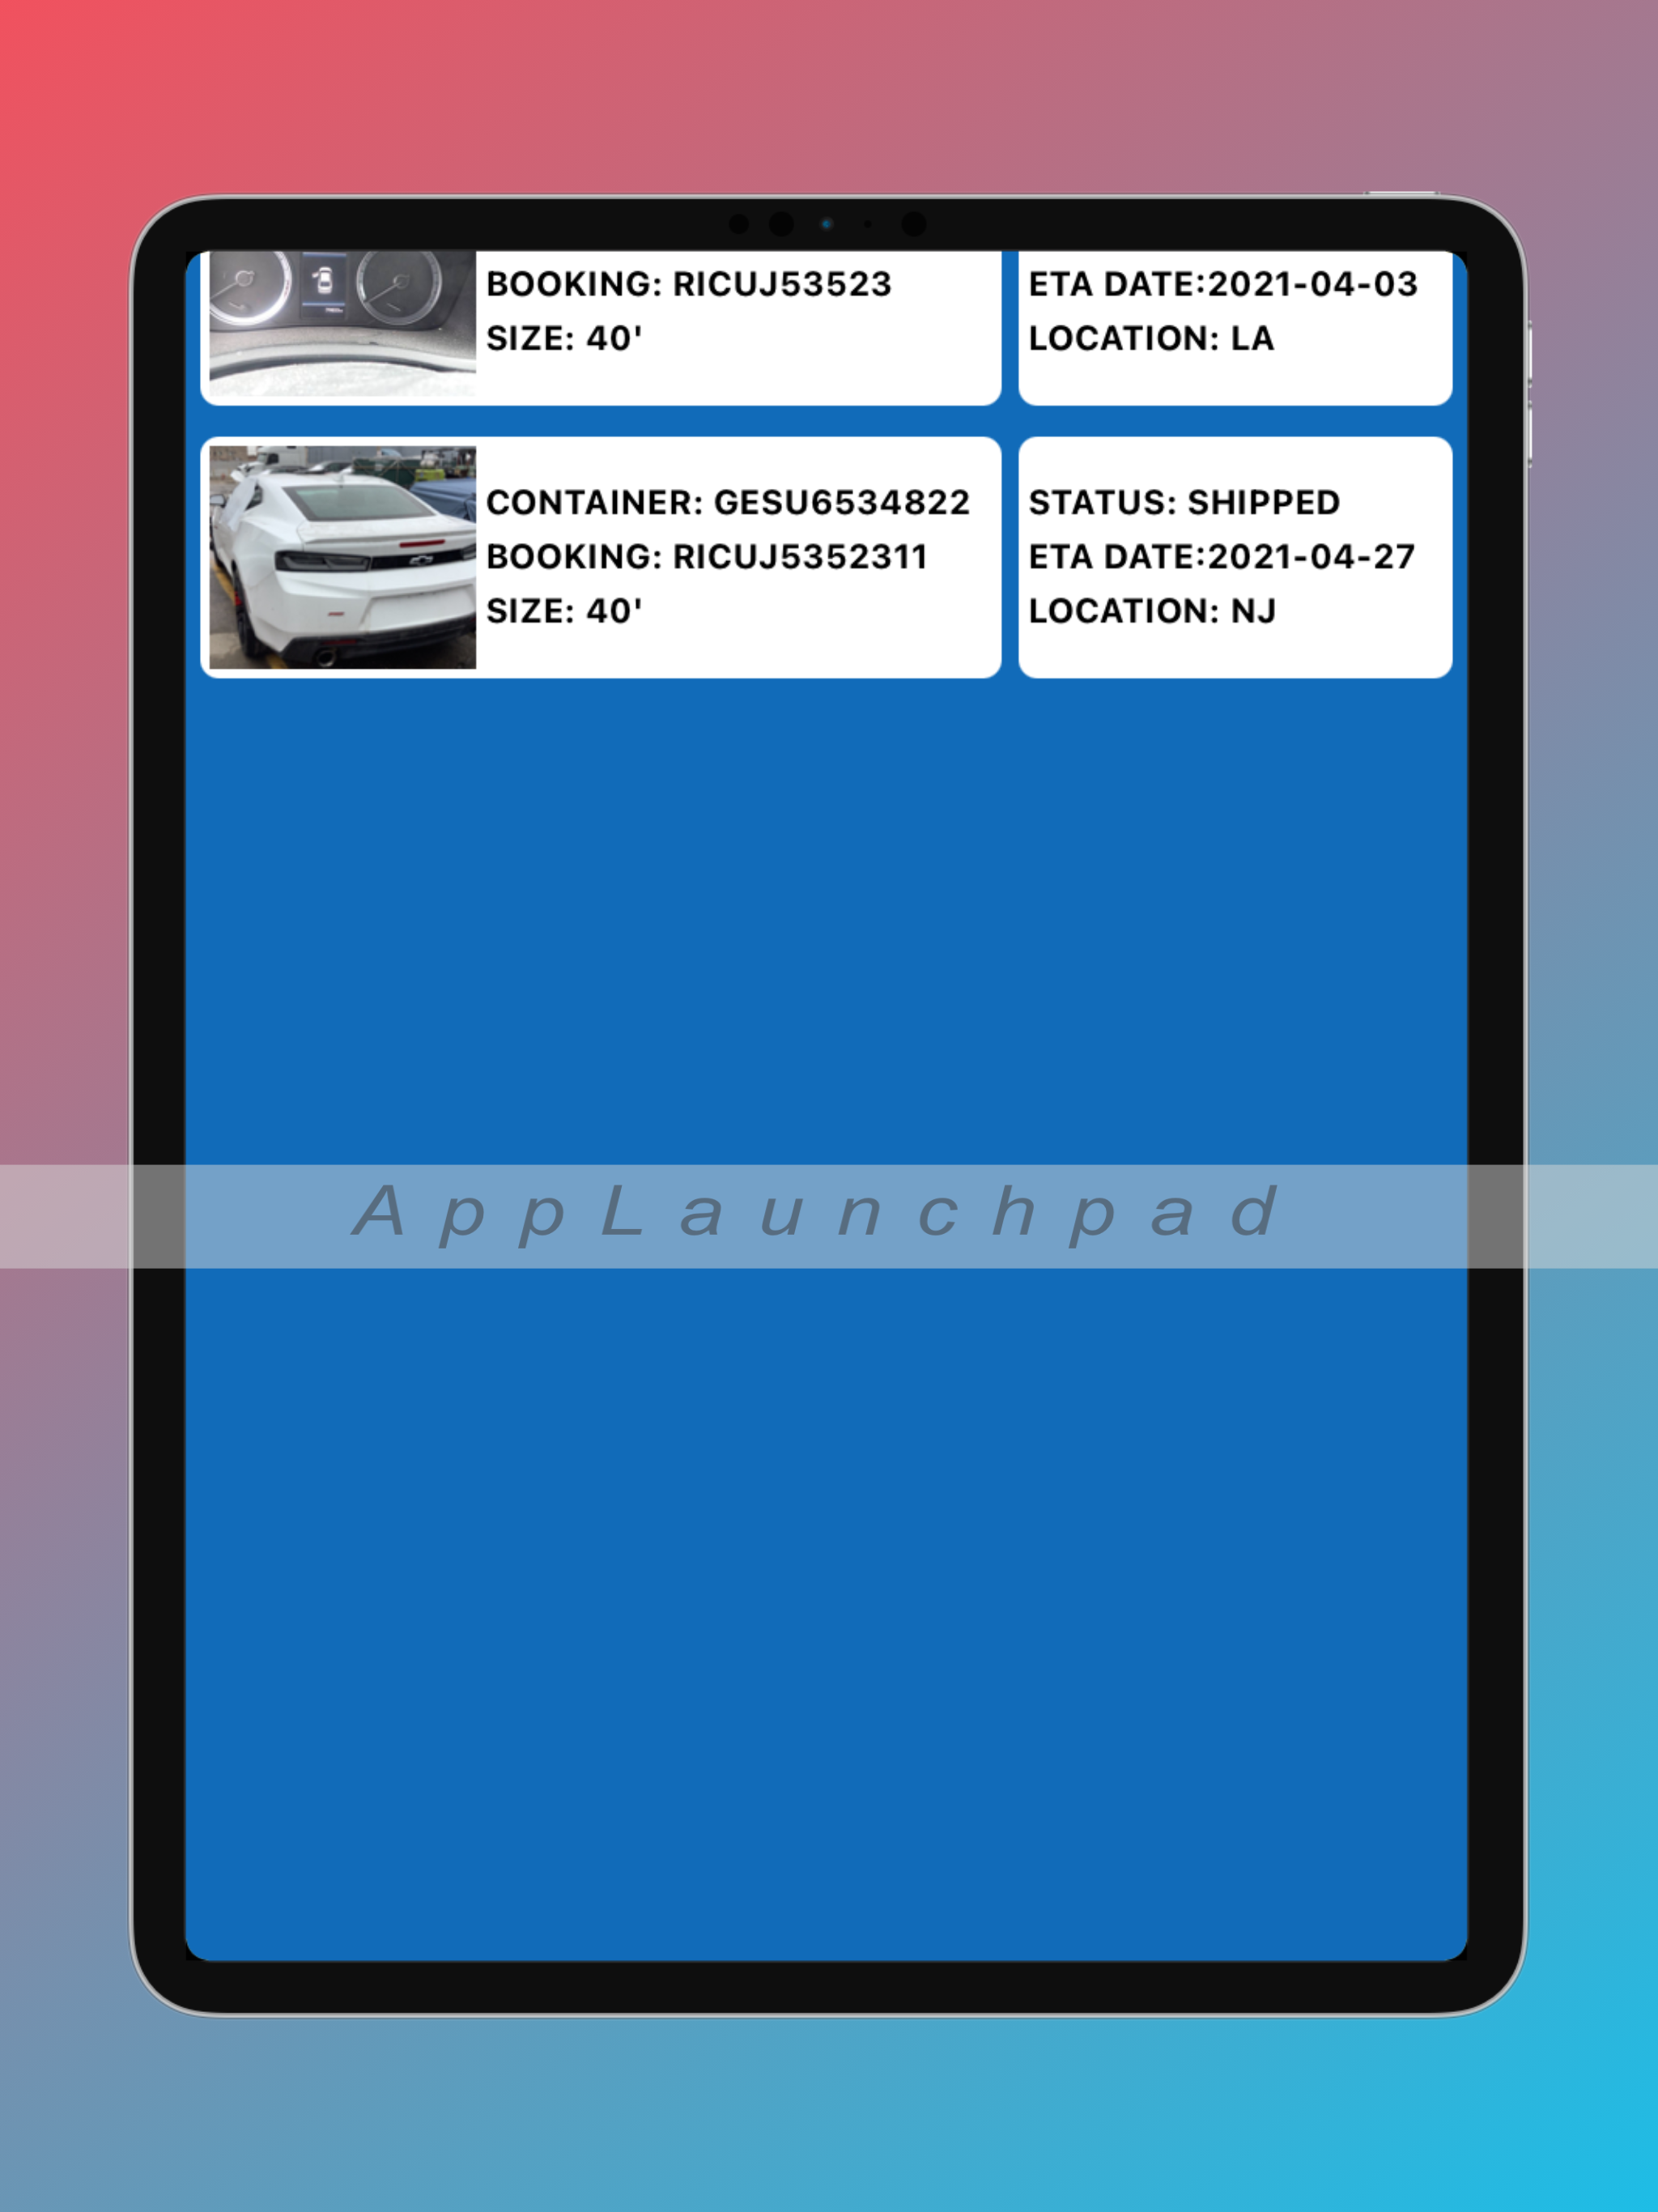 BOOKING: RICUJ53523
SIZE: 40'
ETA DATE:2021-04-03
LOCATION: LA
CONTAINER: GESU6534822
BOOKING: RICUJ5352311
SIZE: 40'
STATUS: SHIPPED
ETA DATE:2021-04-27
LOCATION: NJ
AppLaunchpad